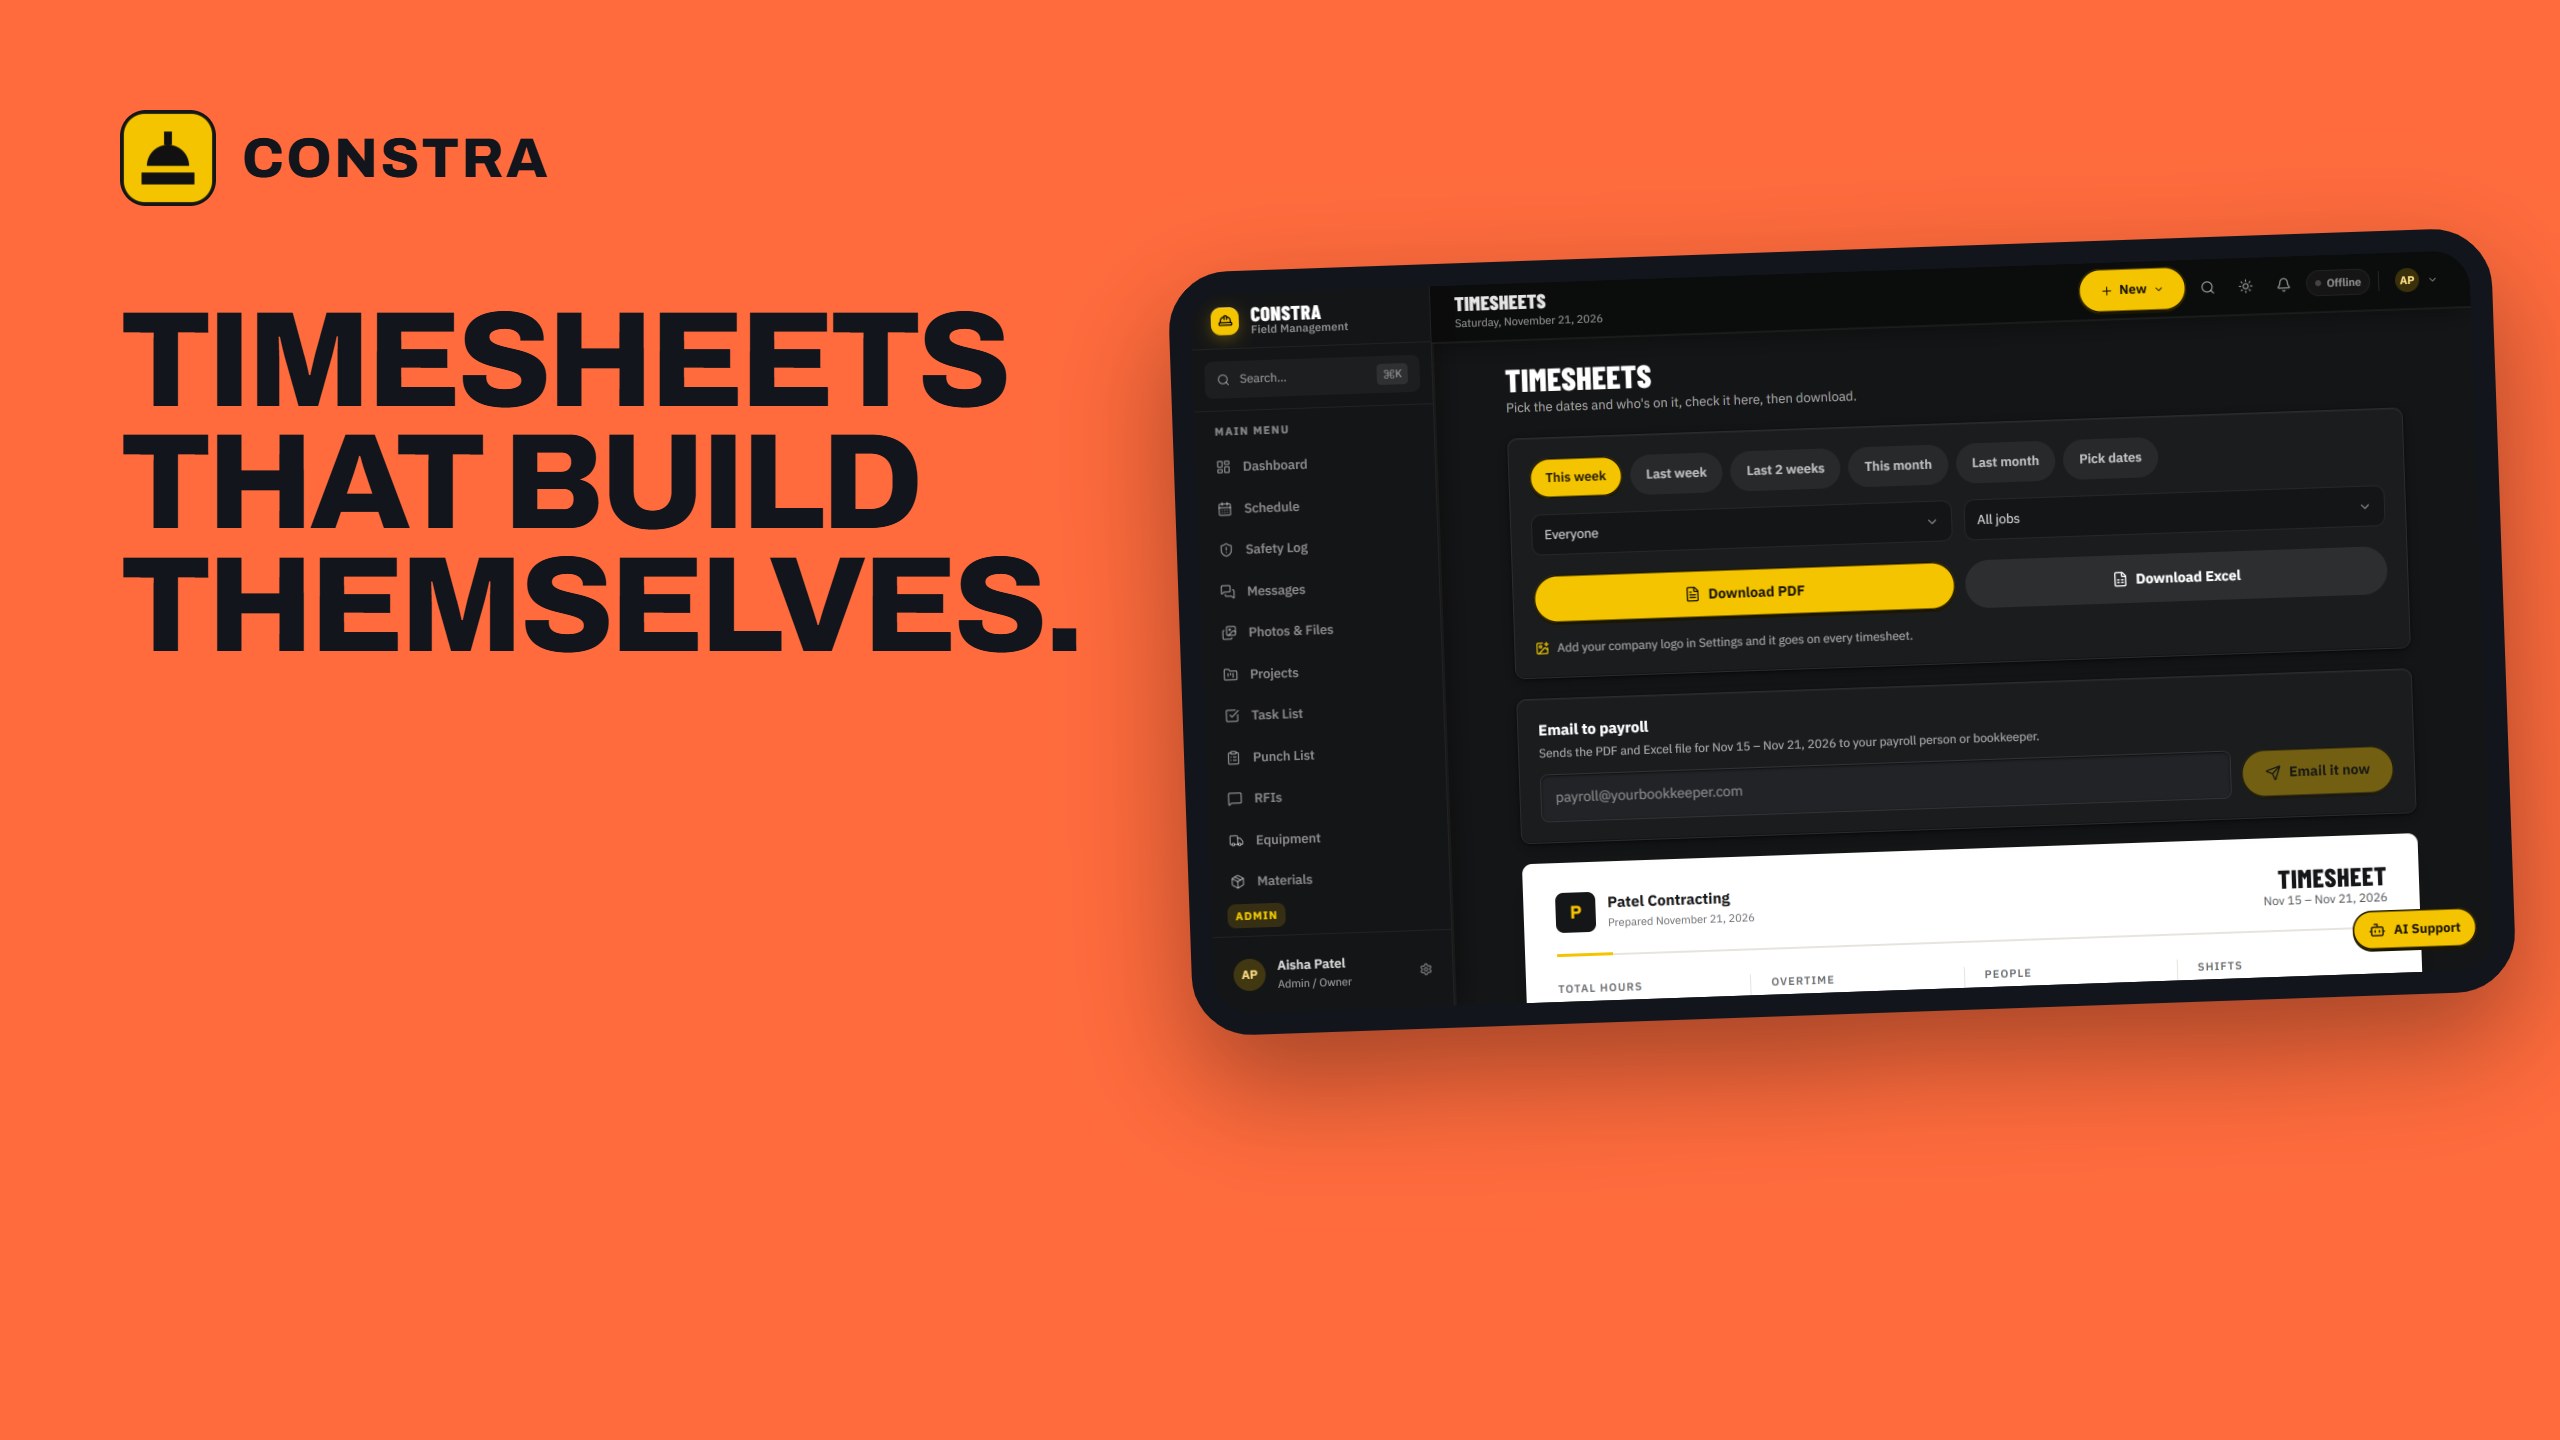 CONSTRA
TIMESHEETS
THAT BUILD
THEMSELVES.
CONSTRA
Field Management
Search...
⌘K
MAIN MENU
Dashboard
Schedule
Safety Log
Messages
Photos & Files
Projects
Task List
Punch List
RFIs
Equipment
Materials
ADMIN
AP
Aisha Patel
Admin / Owner
TIMESHEETS
Saturday, November 21, 2026
New
Offline
AP
TIMESHEETS
Pick the dates and who's on it, check it here, then download.
This week Last week Last 2 weeks This month Last month Pick dates
Everyone
All jobs
Download PDF
Download Excel
Add your company logo in Settings and it goes on every timesheet.
Email to payroll
Sends the PDF and Excel file for Nov 15 – Nov 21, 2026 to your payroll person or bookkeeper.
payroll@yourbookkeeper.com
Email it now
P
Patel Contracting
Prepared November 21, 2026
TIMESHEET
Nov 15 – Nov 21, 2026
AI Support
TOTAL HOURS OVERTIME PEOPLE SHIFTS